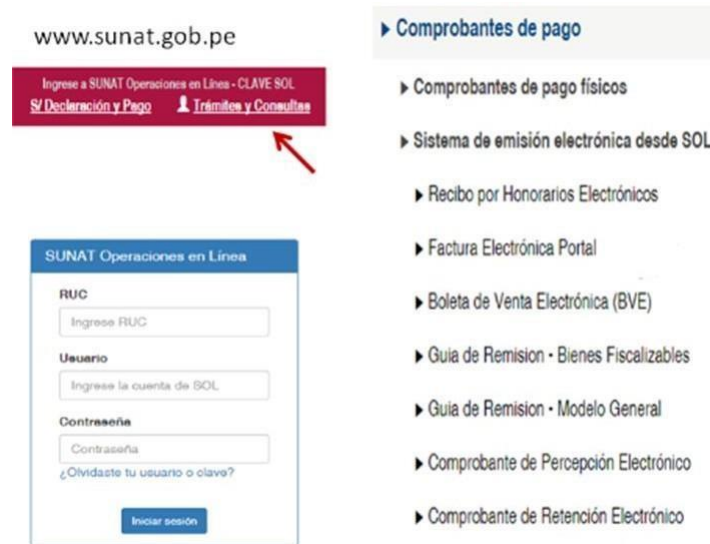 www.sunat.gob.pe
Ingrese a SUNAT Operaciones en Línea - CLAVE SOL
S/ Declaración y Pago Trámites y Consultas
SUNAT Operaciones en Línea
RUC
Ingrese RUC
Usuario
Ingrese la cuenta de SOL
Contraseña
Contraseña
¿Olvidaste tu usuario o clave?
Iniciar sesión
Comprobantes de pago
Comprobantes de pago físicos
Sistema de emisión electrónica desde SOL
Recibo por Honorarios Electrónicos
Factura Electrónica Portal
Boleta de Venta Electrónica (BVE)
Guia de Remision - Bienes Fiscalizables
Guia de Remision - Modelo General
Comprobante de Percepción Electrónico
Comprobante de Retención Electrónico